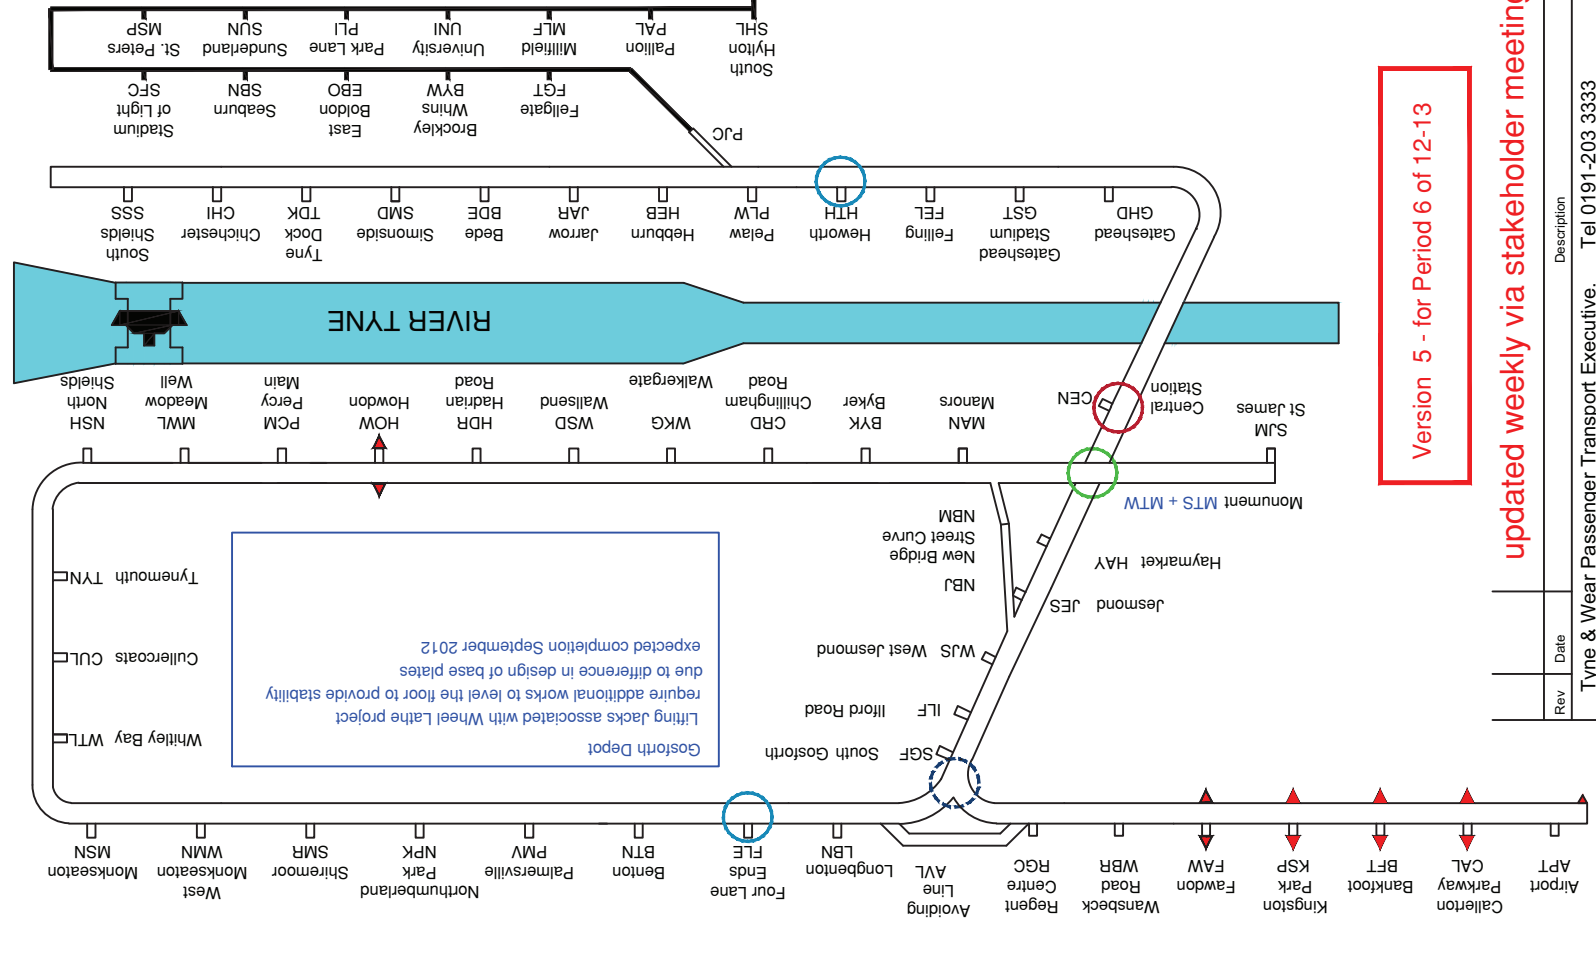 St. Peters
MSP
Sunderland
SUN
Park Lane
PLI
University
UNI
Millfield
MLF
Pallion
PAL
South
Hylton
SHL
Stadium
of Light
SFC
Seaburn
SBN
East
Boldon
EBO
Brockley
Whins
BYW
Fellgate
FGT
PJC
South
Shields
SSS
Chichester
CHI
Tyne
Dock
TDK
Simonside
SMD
Bede
BDE
Jarrow
JAR
Hebburn
HEB
Pelaw
PLW
Heworth
HTH
Felling
FEL
Gateshead
Stadium
GST
Gateshead
GHD
RIVER TYNE
NSH
North
Shields
MWL
Meadow
Well
PCM
Percy
Main
HOW
Howdon
HDR
Hadrian
Road
WSD
Wallsend
WKG
Walkergate
CRD
Chillingham
Road
BYK
Byker
MAN
Manors
CEN
Central
Station
SJM
St James
Monument MTS + MTW
NBM
New Bridge
Street Curve
NBJ
Haymarket HAY
Jesmond JES
WJS West Jesmond
ILF Ilford Road
SGF South Gosforth
Tynemouth TYN
Cullercoats CUL
Whitley Bay WTL
Gosforth Depot
Lifting Jacks associated with Wheel Lathe project
require additional works to level the floor to provide stability
due to difference in design of base plates
expected completion September 2012
Monkseaton
MSN
West
Monkseaton
WMN
Shiremoor
SMR
Northumberland
Park
NPK
Palmersville
PMV
Benton
BTN
Four Lane
Ends
FLE
Longbenton
LBN
Avoiding
Line
AVL
Regent
Centre
RGC
Wansbeck
Road
WBR
Fawdon
FAW
Kingston
Park
KSP
Bankfoot
BFT
Callerton
Parkway
CAL
Airport
APT
Version 5 - for Period 6 of 12-13
updated weekly via stakeholder meeting
Rev
Date
Description
Tyne & Wear Passenger Transport Executive. Tel 0191-203 3333